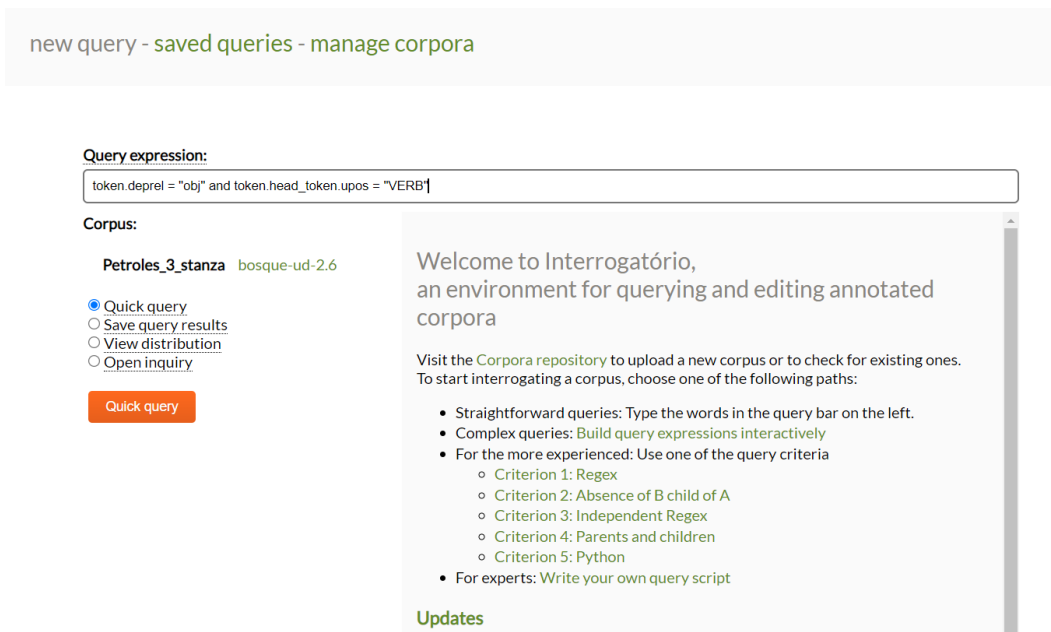 new query - saved queries - manage corpora
Query expression:
token.deprel = "obj" and token.head_token.upos = "VERB"
Corpus:
Petroles_3_stanza bosque-ud-2.6
Quick query
Save query results
View distribution
Open inquiry
Quick query
Welcome to Interrogatório,
an environment for querying and editing annotated
corpora
Visit the Corpora repository to upload a new corpus or to check for existing ones.
To start interrogating a corpus, choose one of the following paths:
• Straightforward queries: Type the words in the query bar on the left.
• Complex queries: Build query expressions interactively
• For the more experienced: Use one of the query criteria
◦ Criterion 1: Regex
◦ Criterion 2: Absence of B child of A
◦ Criterion 3: Independent Regex
◦ Criterion 4: Parents and children
◦ Criterion 5: Python
• For experts: Write your own query script
Updates